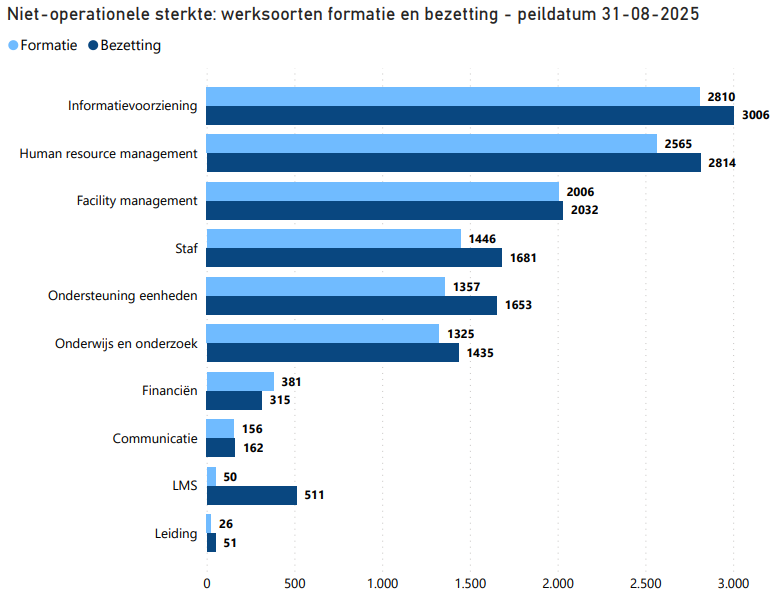 Niet-operationele sterkte: werksoorten formatie en bezetting - peildatum 31-08-2025
Formatie Bezetting
Informatievoorziening 2810
3006
Human resource management 2565
2814
Facility management 2006
2032
Staf 1446
1681
Ondersteuning eenheden 1357
1653
Onderwijs en onderzoek 1325
1435
Financiën 381
315
Communicatie 156
162
LMS 50
511
Leiding 26
51
0 500 1.000 1.500 2.000 2.500 3.000